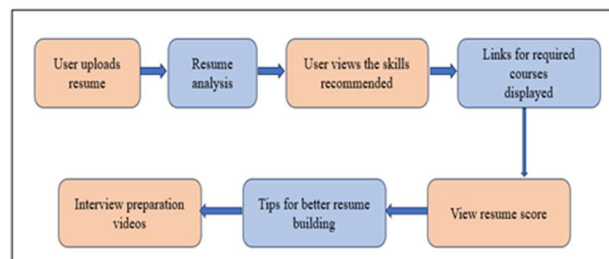 User uploads
resume
Resume
analysis
User views the skills
recommended
Links for required
courses
displayed
View resume score
Tips for better resume
building
Interview preparation
videos